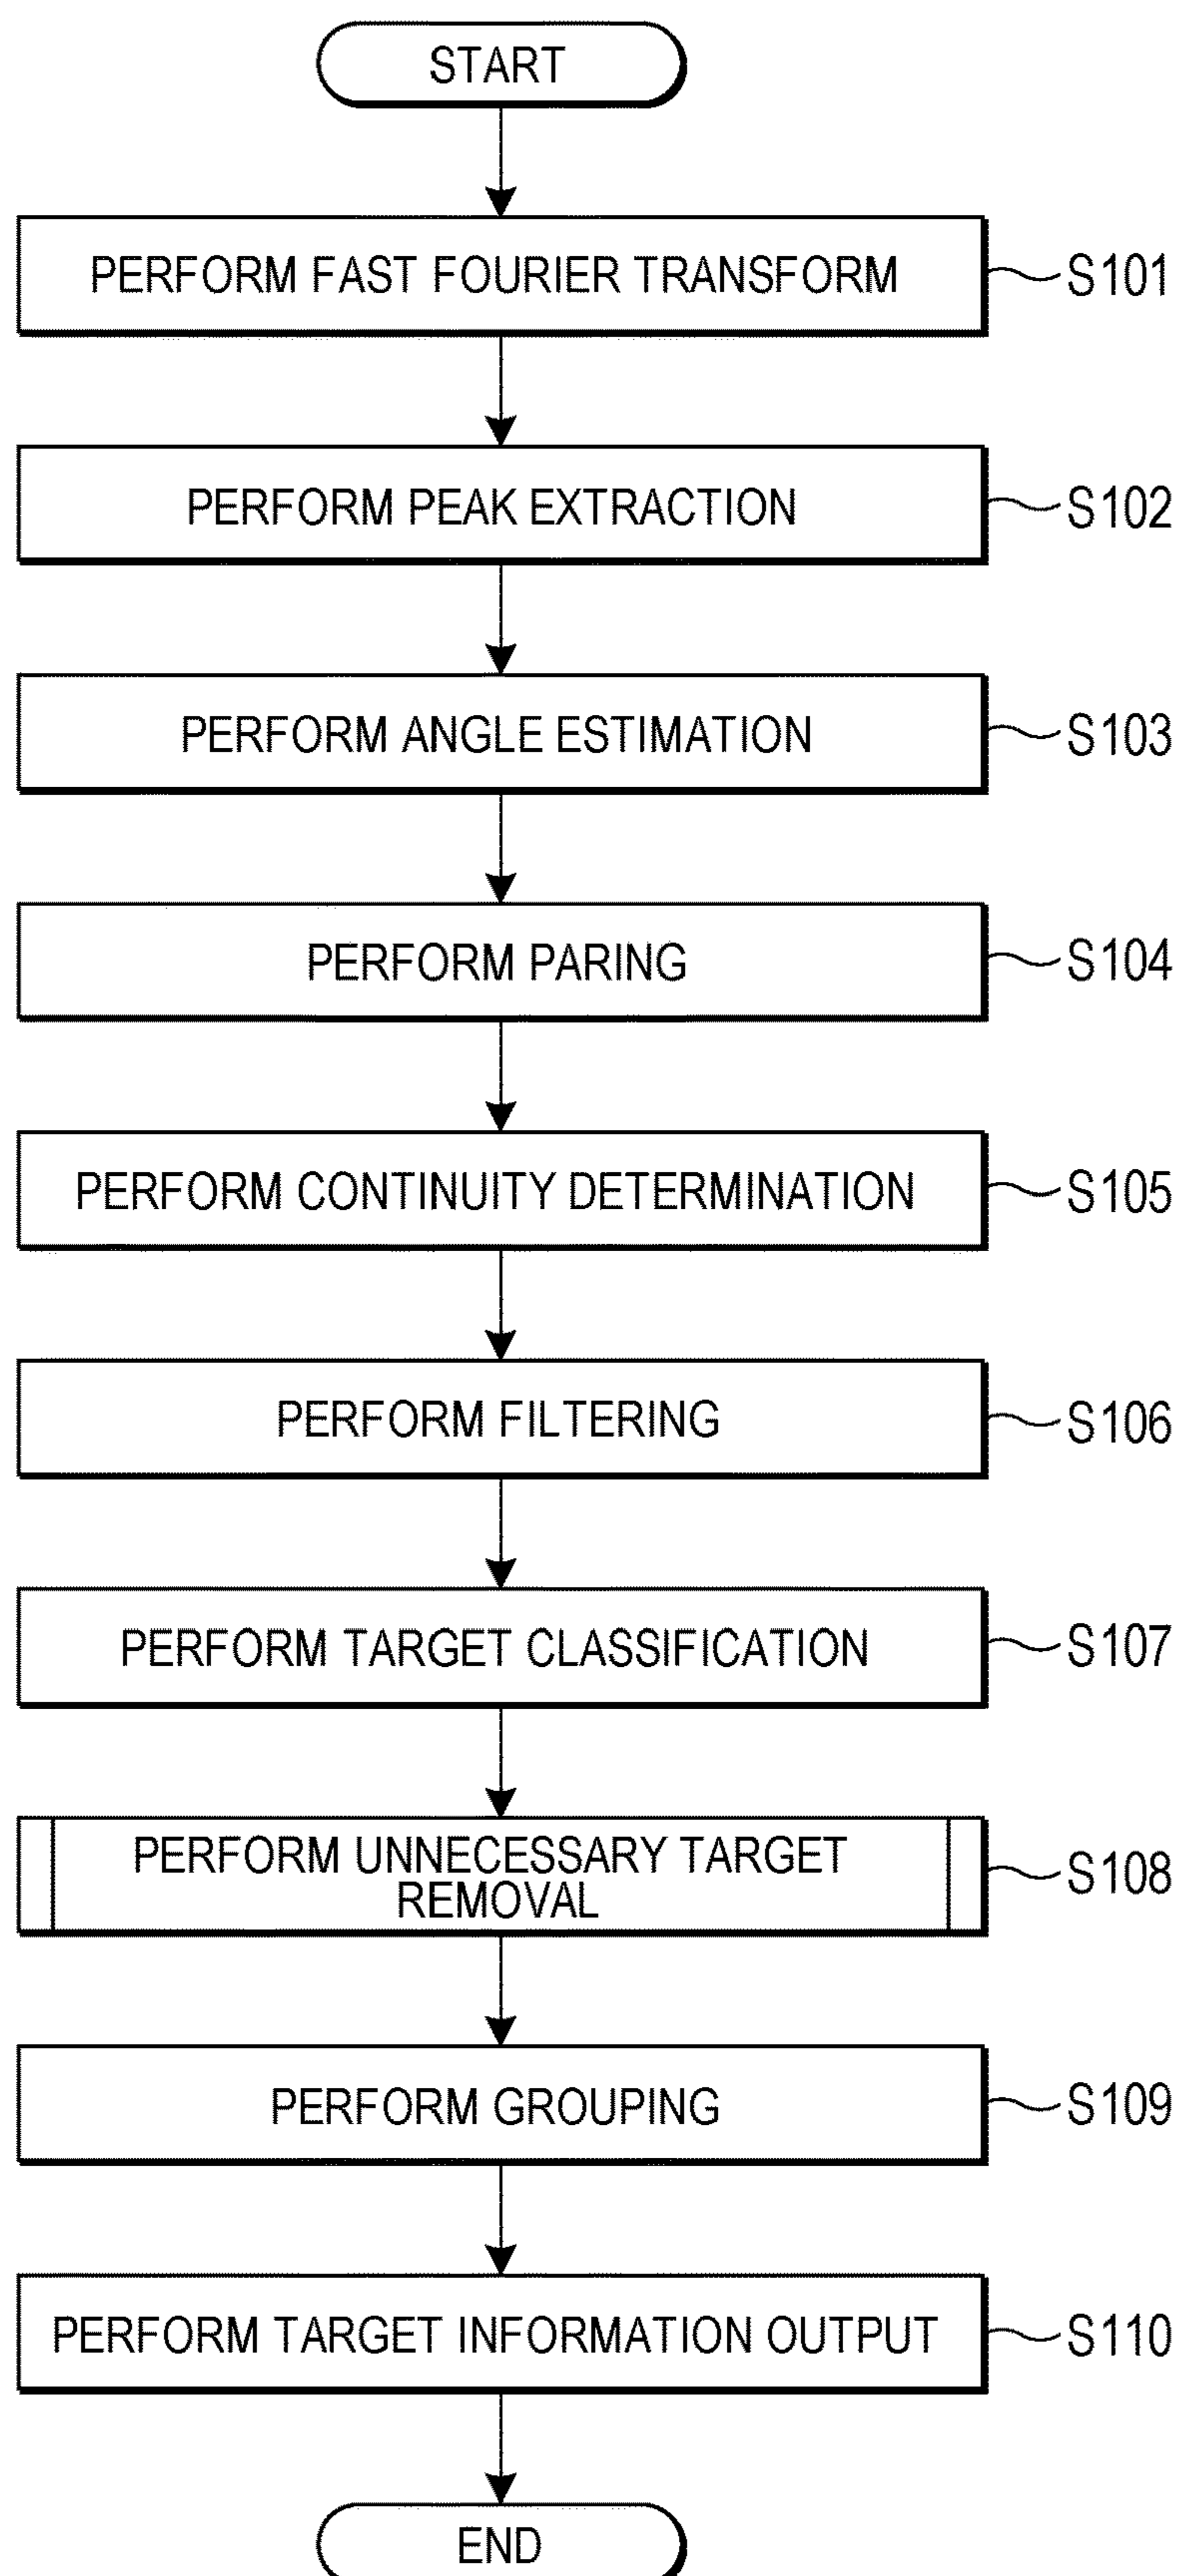 START
PERFORM FAST FOURIER TRANSFORM
S101
PERFORM PEAK EXTRACTION
S102
PERFORM ANGLE ESTIMATION
S103
PERFORM PARING
S104
PERFORM CONTINUITY DETERMINATION
S105
PERFORM FILTERING
S106
PERFORM TARGET CLASSIFICATION
S107
PERFORM UNNECESSARY TARGET
REMOVAL
S108
PERFORM GROUPING
S109
PERFORM TARGET INFORMATION OUTPUT
S110
END